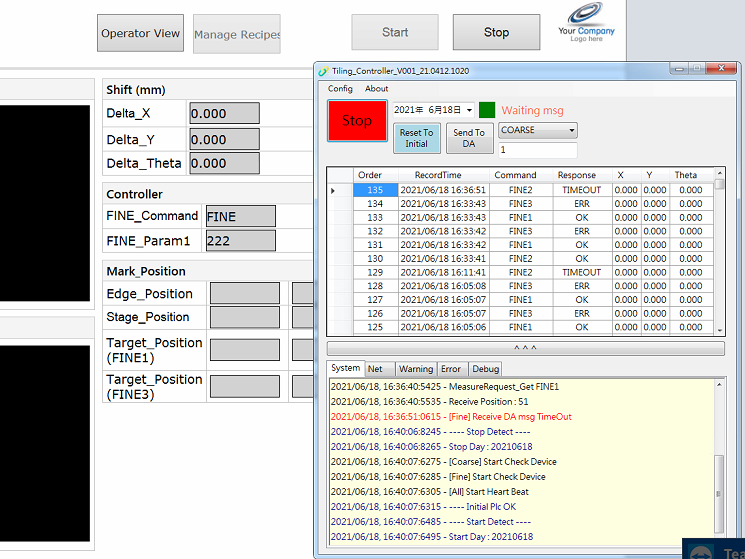 Operator View
Manage Recipes
Start
Stop
Your Company
Logo here
Shift (mm)
Delta_X 0.000
Delta_Y 0.000
Delta_Theta 0.000
Controller
FINE_Command FINE
FINE_Param1 222
Mark_Position
Edge_Position
Stage_Position
Target_Position
(FINE1)
Target_Position
(FINE3)
Tiling_Controller_V001_21.0412.1020
Config About
Stop
2021年 6月18日
Waiting msg
Reset To
Initial
Send To
DA
COARSE
1
Order RecordTime Command Response X Y Theta
135 2021/06/18 16:36:51 FINE2 TIMEOUT 0.000 0.000 0.000
134 2021/06/18 16:33:43 FINE3 ERR 0.000 0.000 0.000
133 2021/06/18 16:33:43 FINE1 OK 0.000 0.000 0.000
132 2021/06/18 16:33:42 FINE3 ERR 0.000 0.000 0.000
131 2021/06/18 16:33:42 FINE1 OK 0.000 0.000 0.000
130 2021/06/18 16:33:41 FINE2 OK 0.000 0.000 0.000
129 2021/06/18 16:11:41 FINE2 TIMEOUT 0.000 0.000 0.000
128 2021/06/18 16:05:08 FINE3 ERR 0.000 0.000 0.000
127 2021/06/18 16:05:07 FINE1 OK 0.000 0.000 0.000
126 2021/06/18 16:05:07 FINE3 ERR 0.000 0.000 0.000
125 2021/06/18 16:05:06 FINE1 OK 0.000 0.000 0.000
^ ^ ^
System Net Warning Error Debug
2021/06/18, 16:36:40:5425 - MeasureRequest_Get FINE1
2021/06/18, 16:36:40:5535 - Receive Position : 51
2021/06/18, 16:36:51:0615 - [Fine] Receive DA msg TimeOut
2021/06/18, 16:40:06:8245 - ---- Stop Detect ----
2021/06/18, 16:40:06:8265 - Stop Day : 20210618
2021/06/18, 16:40:07:6275 - [Coarse] Start Check Device
2021/06/18, 16:40:07:6285 - [Fine] Start Check Device
2021/06/18, 16:40:07:6305 - [All] Start Heart Beat
2021/06/18, 16:40:07:6315 - ---- Initial Plc OK
2021/06/18, 16:40:07:6485 - ---- Start Detect ----
2021/06/18, 16:40:07:6495 - Start Day : 20210618
Tea